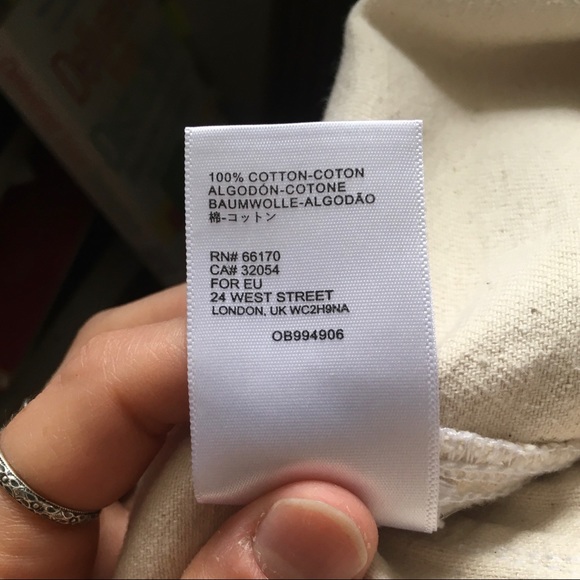 100% COTTON-COTON
ALGODÓN-COTONE
BAUMWOLLE-ALGODÃO
棉-コットン
RN# 66170
CA# 32054
FOR EU
24 WEST STREET
LONDON, UK WC2H9NA
OB994906